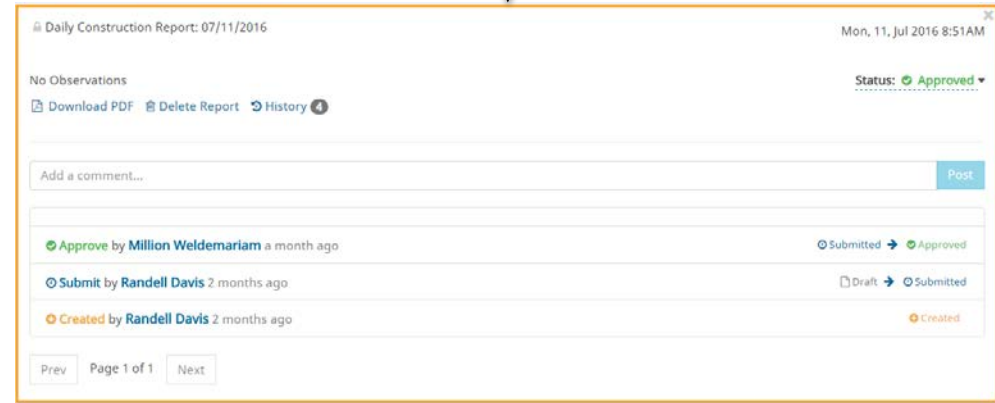 Daily Construction Report: 07/11/2016
Mon, 11, Jul 2016 8:51AM
No Observations
Status: Approved
Download PDF Delete Report History 4
Add a comment...
Post
Approve by Million Weldemariam a month ago
Submitted → Approved
Submit by Randell Davis 2 months ago
Draft → Submitted
Created by Randell Davis 2 months ago
Created
Prev Page 1 of 1 Next